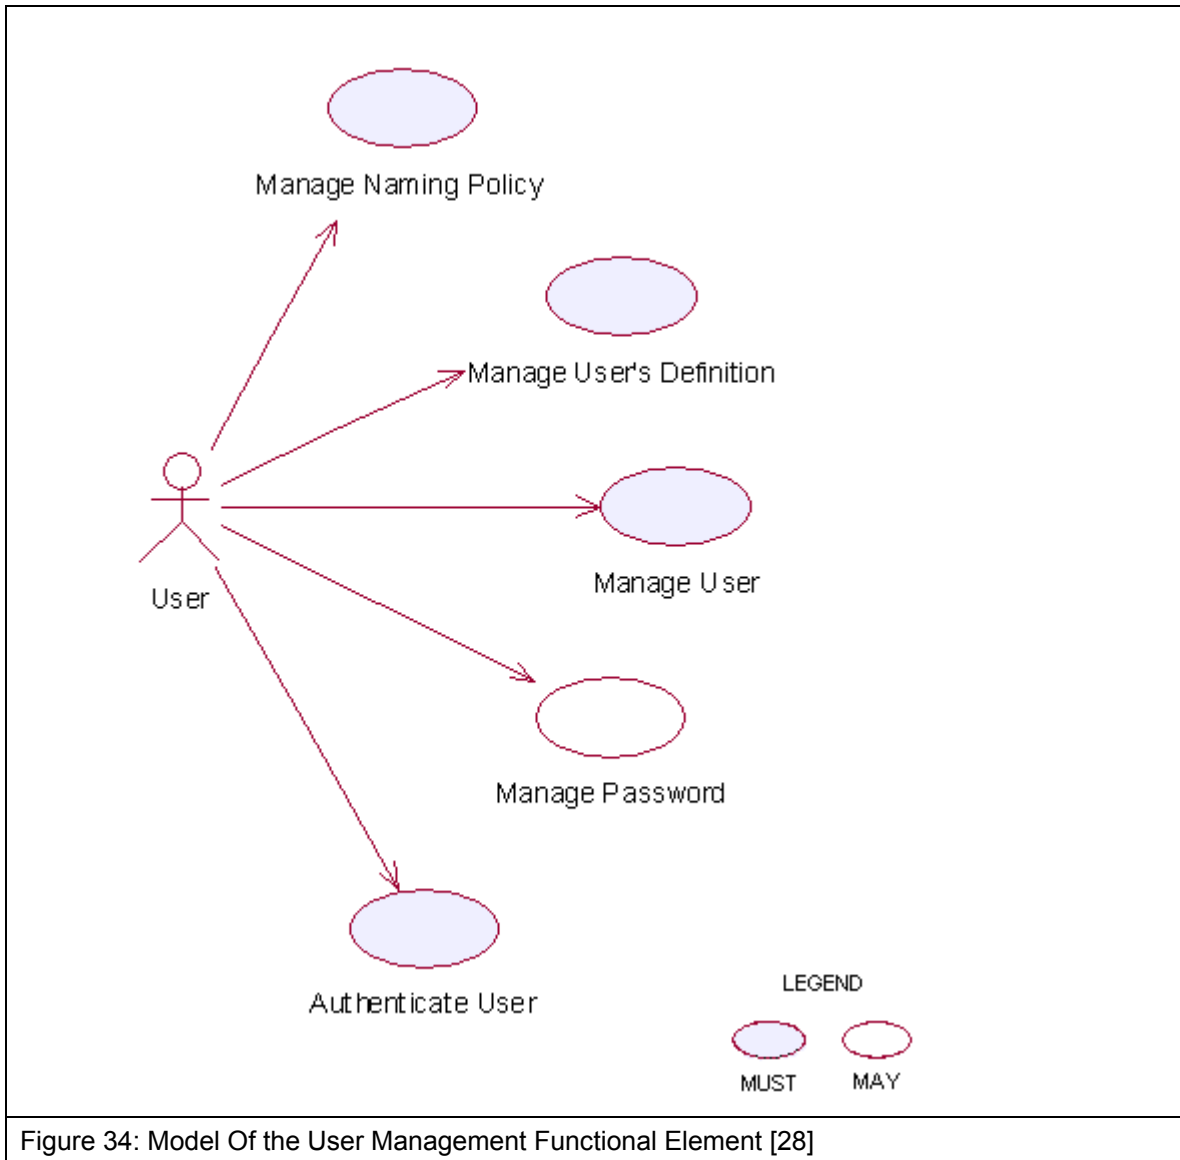 Manage Naming Policy
Manage User's Definition
Manage User
User
Manage Password
Authenticate User
LEGEND
MUST MAY
Figure 34: Model Of the User Management Functional Element [28]